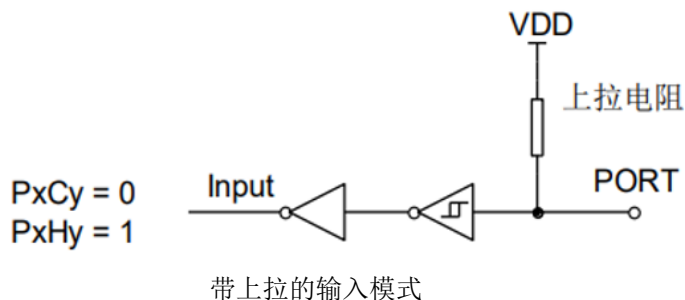 VDD
上拉电阻
PORT
Input
PxCy = 0
PxHy = 1
带上拉的输入模式